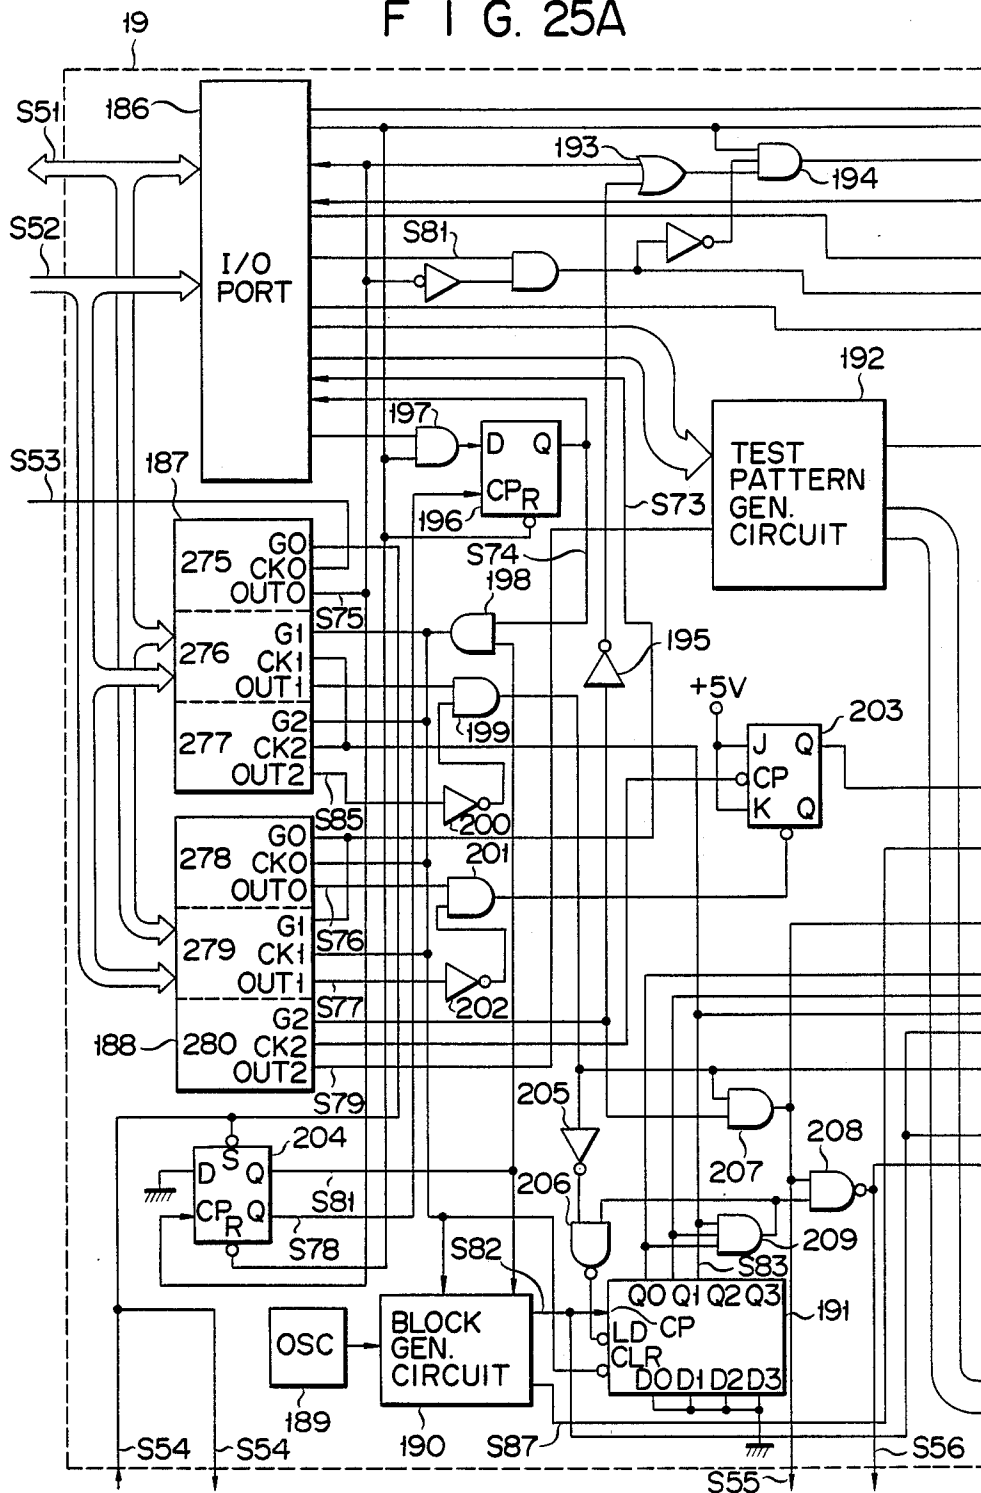 F I G. 25A
19
S51
186
193
194
S52
S81
I/O
PORT
192
197
D Q
CP R
196
TEST
PATTERN
GEN.
CIRCUIT
S53
187
S73
S74
275
G0
CK0
OUT0
S75
198
276
G1
CK1
OUT1
195
+5V
199
203
277
G2
CK2
OUT2
J Q
CP
K Q
S85
200
278
G0
CK0
OUT0
201
S76
279
G1
CK1
OUT1
S77
202
188
280
G2
CK2
OUT2
S79
205
207
208
204
S
D Q
CP Q
R
S81
S78
206
209
S82
S83
Q0 Q1 Q2 Q3
191
CP
LD
CLR
D0 D1 D2 D3
OSC
189
BLOCK
GEN.
CIRCUIT
190
S87
S54
S54
S55
S56